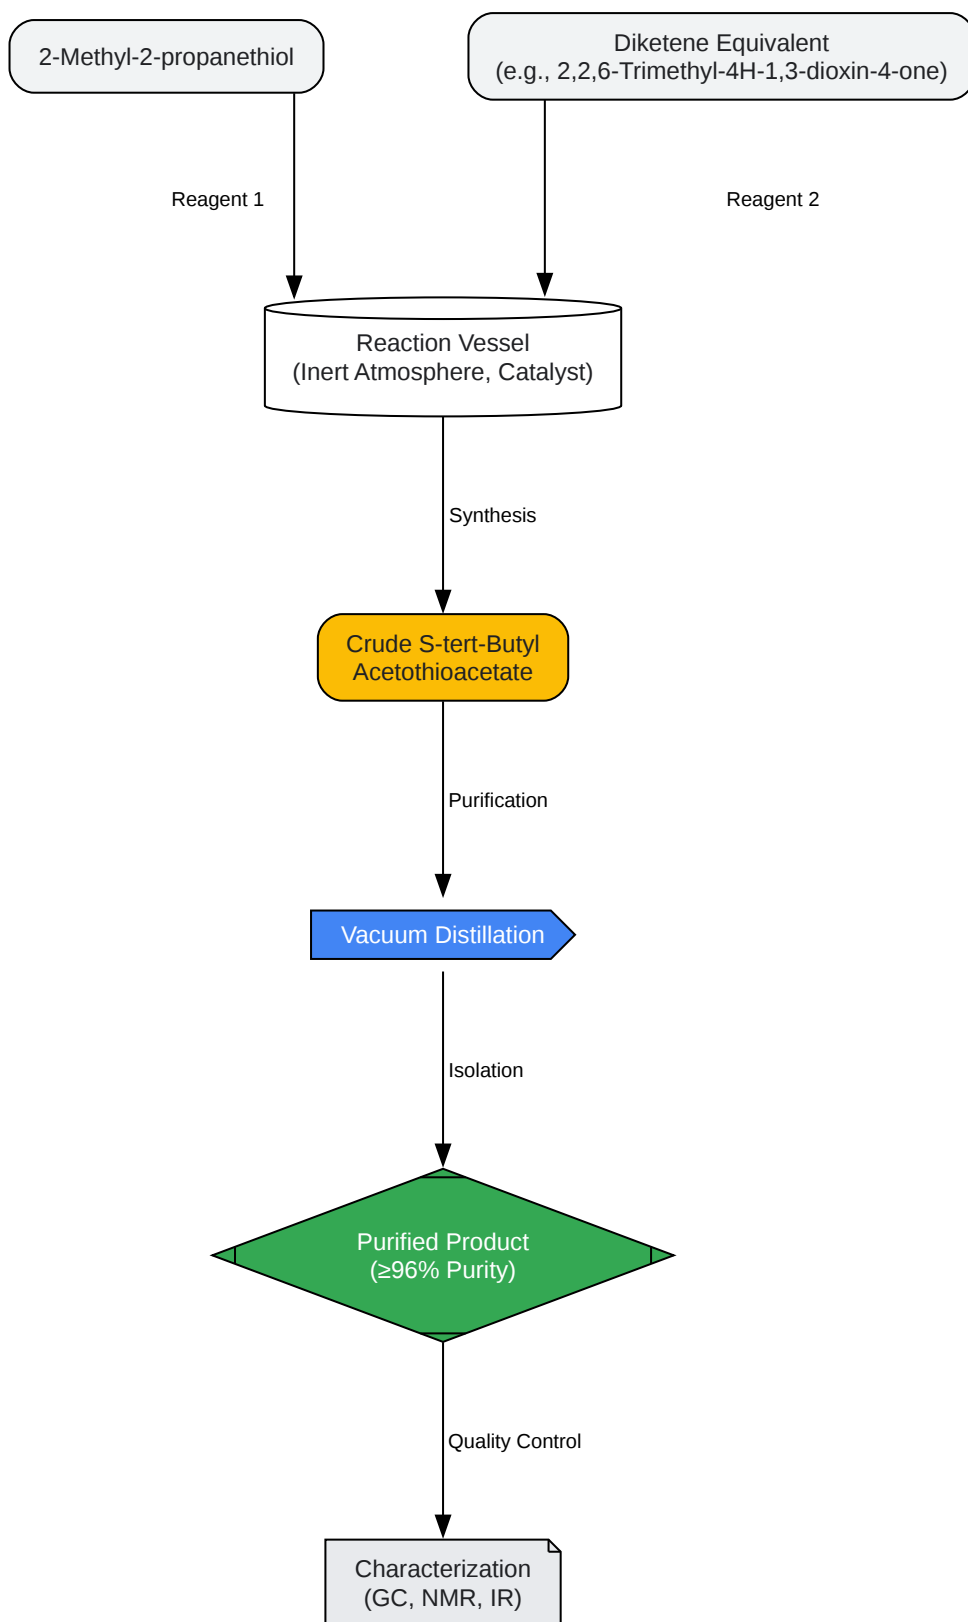 2-Methyl-2-propanethiol
Diketene Equivalent
(e.g., 2,2,6-Trimethyl-4H-1,3-dioxin-4-one)
Reagent 1
Reagent 2
Reaction Vessel
(Inert Atmosphere, Catalyst)
Synthesis
Crude S-tert-Butyl
Acetothioacetate
Purification
Vacuum Distillation
Isolation
Purified Product
(≥96% Purity)
Quality Control
Characterization
(GC, NMR, IR)